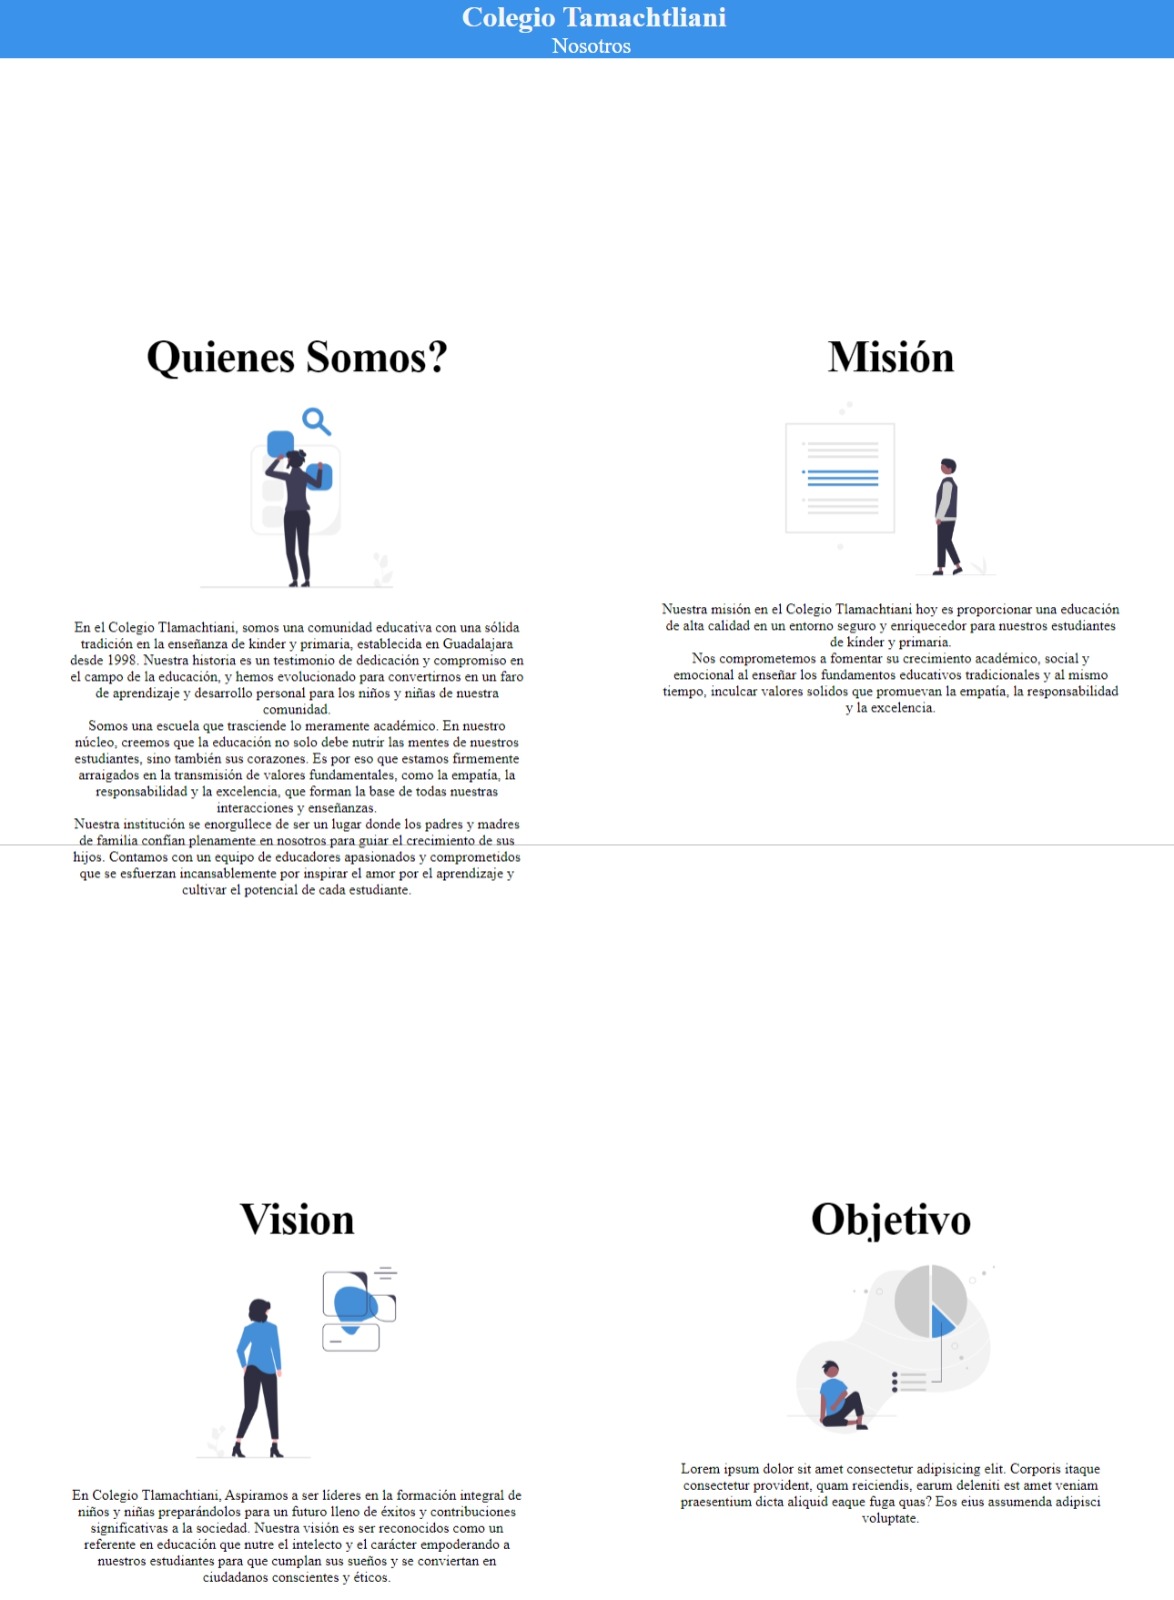 Colegio Tamachtliani
Nosotros
Quienes Somos?
En el Colegio Tlamachtiani, somos una comunidad educativa con una sólida
tradición en la enseñanza de kinder y primaria, establecida en Guadalajara
desde 1998. Nuestra historia es un testimonio de dedicación y compromiso en
el campo de la educación, y hemos evolucionado para convertirnos en un faro
de aprendizaje y desarrollo personal para los niños y niñas de nuestra
comunidad.
Somos una escuela que trasciende lo meramente académico. En nuestro
núcleo, creemos que la educación no solo debe nutrir las mentes de nuestros
estudiantes, sino también sus corazones. Es por eso que estamos firmemente
arraigados en la transmisión de valores fundamentales, como la empatía, la
responsabilidad y la excelencia, que forman la base de todas nuestras
interacciones y enseñanzas.
Nuestra institución se enorgullece de ser un lugar donde los padres y madres
de familia confían plenamente en nosotros para guiar el crecimiento de sus
hijos. Contamos con un equipo de educadores apasionados y comprometidos
que se esfuerzan incansablemente por inspirar el amor por el aprendizaje y
cultivar el potencial de cada estudiante.
Misión
Nuestra misión en el Colegio Tlamachtiani hoy es proporcionar una educación
de alta calidad en un entorno seguro y enriquecedor para nuestros estudiantes
de kínder y primaria.
Nos comprometemos a fomentar su crecimiento académico, social y
emocional al enseñar los fundamentos educativos tradicionales y al mismo
tiempo, inculcar valores solidos que promuevan la empatía, la responsabilidad
y la excelencia.
Vision
En Colegio Tlamachtiani, Aspiramos a ser líderes en la formación integral de
niños y niñas preparándolos para un futuro lleno de éxitos y contribuciones
significativas a la sociedad. Nuestra visión es ser reconocidos como un
referente en educación que nutre el intelecto y el carácter empoderando a
nuestros estudiantes para que cumplan sus sueños y se conviertan en
ciudadanos conscientes y éticos.
Objetivo
Lorem ipsum dolor sit amet consectetur adipisicing elit. Corporis itaque
consectetur provident, quam reiciendis, earum deleniti est amet veniam
praesentium dicta aliquid eaque fuga quas? Eos eius assumenda adipisci
voluptate.